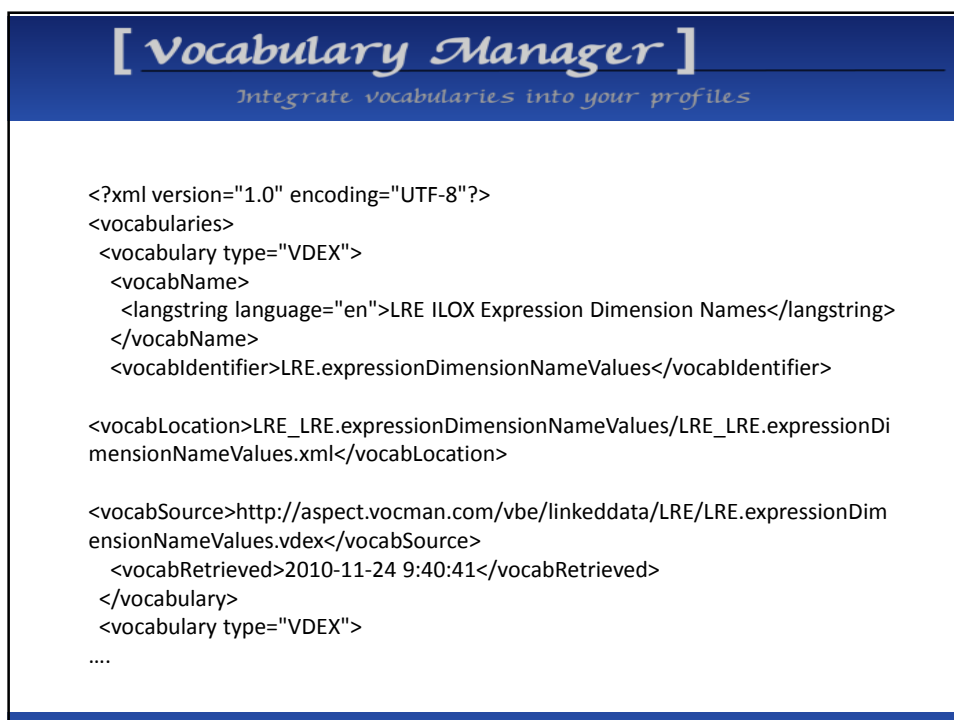 [ Vocabulary Manager ]
Integrate vocabularies into your profiles
<?xml version="1.0" encoding="UTF-8"?>
<vocabularies>
<vocabulary type="VDEX">
<vocabName>
<langstring language="en">LRE ILOX Expression Dimension Names</langstring>
</vocabName>
<vocabIdentifier>LRE.expressionDimensionNameValues</vocabIdentifier>
<vocabLocation>LRE_LRE.expressionDimensionNameValues/LRE_LRE.expressionDi
mensionNameValues.xml</vocabLocation>
<vocabSource>http://aspect.vocman.com/vbe/linkeddata/LRE/LRE.expressionDim
ensionNameValues.vdex</vocabSource>
<vocabRetrieved>2010-11-24 9:40:41</vocabRetrieved>
</vocabulary>
<vocabulary type="VDEX">
....